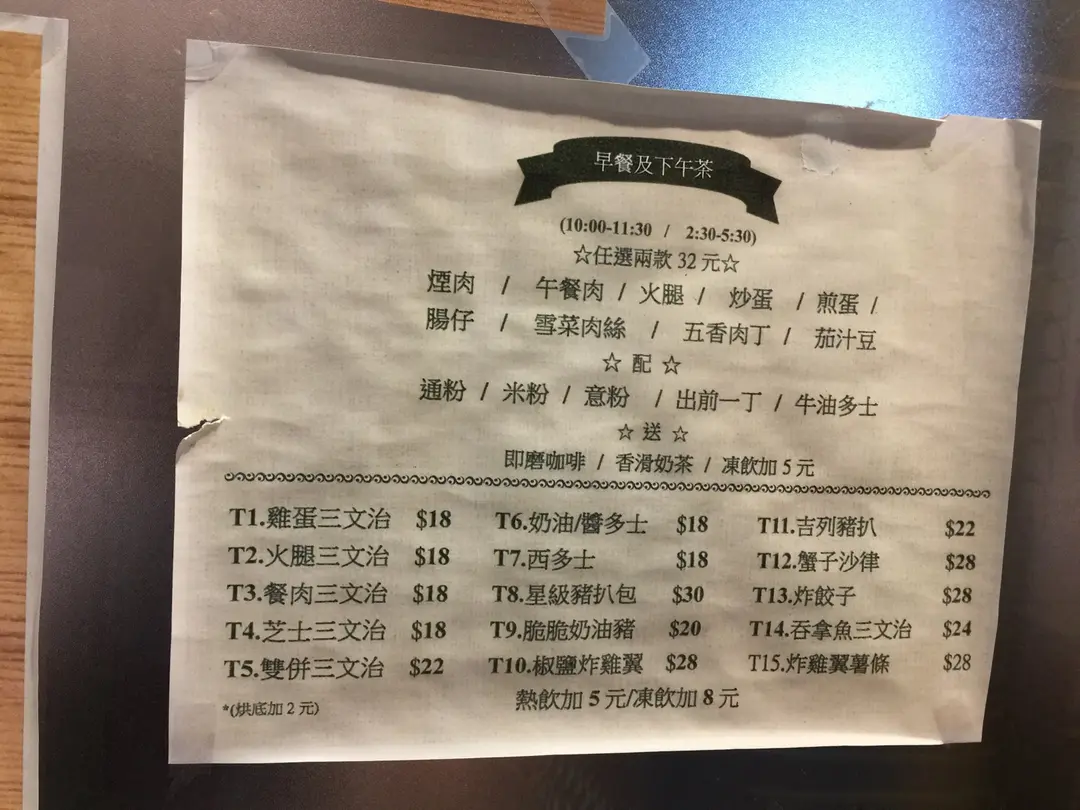 早餐及下午茶
(10:00-11:30 / 2:30-5:30)
☆任選兩款 32 元☆
煙肉 / 午餐肉 / 火腿 / 炒蛋 / 煎蛋 /
腸仔 / 雪菜肉絲 / 五香肉丁 / 茄汁豆
☆ 配 ☆
通粉 / 米粉 / 意粉 / 出前一丁 / 牛油多士
☆ 送 ☆
即磨咖啡 / 香滑奶茶 / 凍飲加 5 元
T1.雞蛋三文治 $18 T6.奶油/醬多士 $18 T11.吉列豬扒 $22
T2.火腿三文治 $18 T7.西多士 $18 T12.蟹子沙律 $28
T3.餐肉三文治 $18 T8.星級豬扒包 $30 T13.炸餃子 $28
T4.芝士三文治 $18 T9.脆脆奶油豬 $20 T14.吞拿魚三文治 $24
T5.雙併三文治 $22 T10.椒鹽炸雞翼 $28 T15.炸雞翼薯條 $28
*(烘底加 2 元) 熱飲加 5 元/凍飲加 8 元